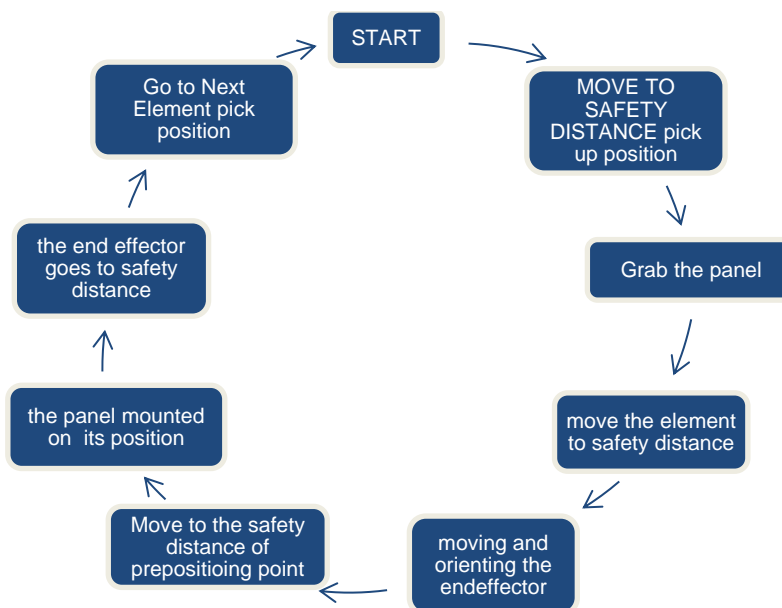 START
MOVE TO
SAFETY
DISTANCE pick
up position
Grab the panel
move the element
to safety distance
moving and
orienting the
endeffector
Move to the safety
distance of
prepositioing point
the panel mounted
on its position
the end effector
goes to safety
distance
Go to Next
Element pick
position